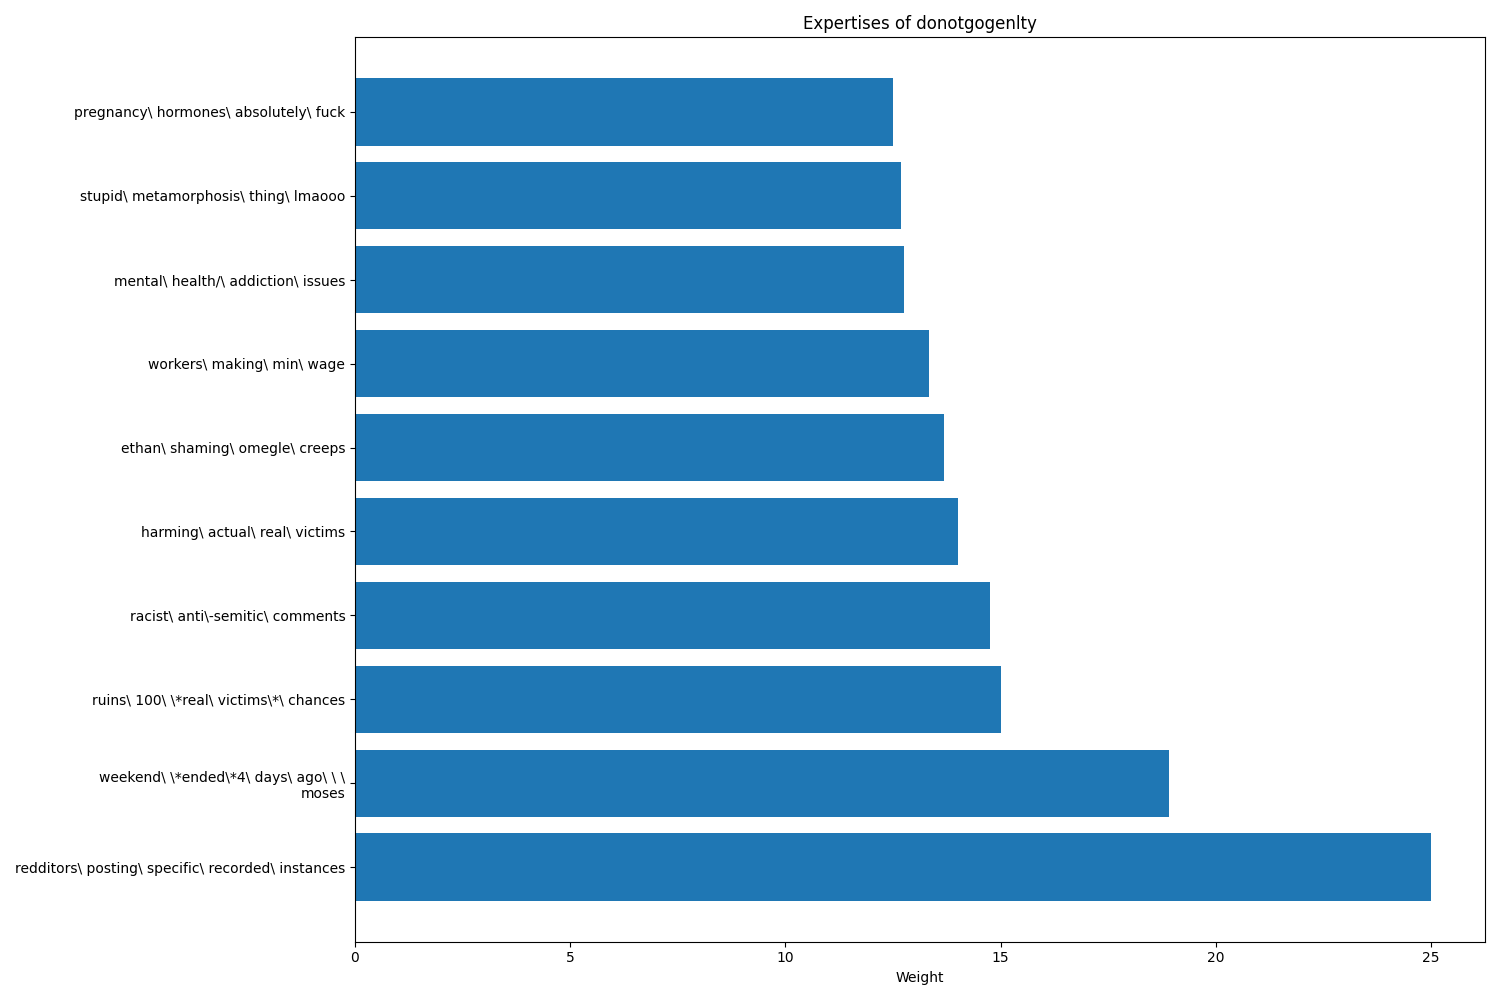 Expertises of donotgogenlty
pregnancy\ hormones\ absolutely\ fuck
stupid\ metamorphosis\ thing\ lmaooo
mental\ health/\ addiction\ issues
workers\ making\ min\ wage
ethan\ shaming\ omegle\ creeps
harming\ actual\ real\ victims
racist\ anti\-semitic\ comments
ruins\ 100\ \*real\ victims\*\ chances
weekend\ \*ended\*4\ days\ ago\ \ \
moses
redditors\ posting\ specific\ recorded\ instances
0 5 10 15 20 25
Weight